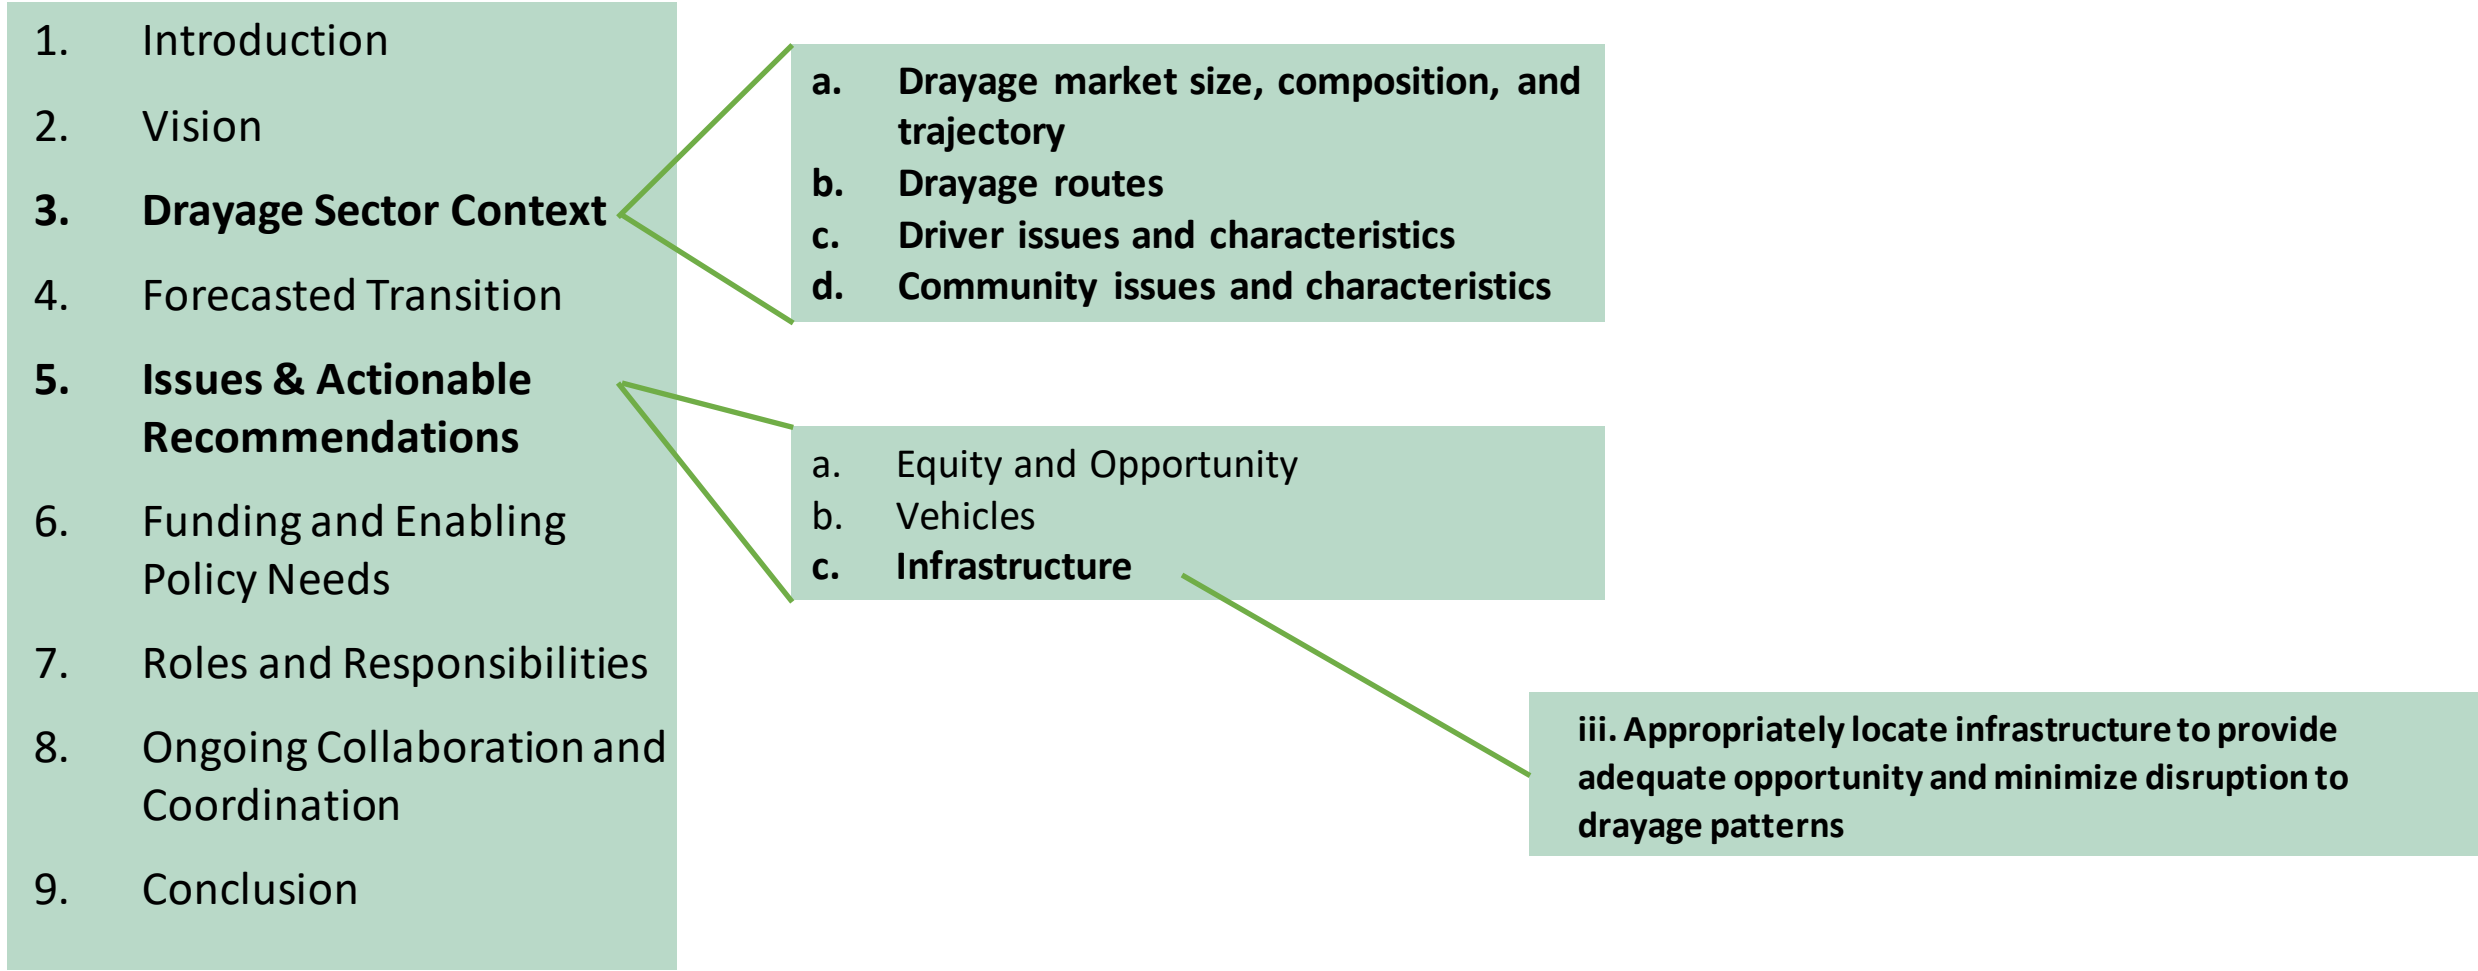 1. Introduction
2. Vision
3. Drayage Sector Context
4. Forecasted Transition
5. Issues & Actionable
Recommendations
6. Funding and Enabling
Policy Needs
7. Roles and Responsibilities
8. Ongoing Collaboration and
Coordination
9. Conclusion
a. Drayage market size, composition, and
trajectory
b. Drayage routes
c. Driver issues and characteristics
d. Community issues and characteristics
a. Equity and Opportunity
b. Vehicles
c. Infrastructure
iii. Appropriately locate infrastructure to provide
adequate opportunity and minimize disruption to
drayage patterns